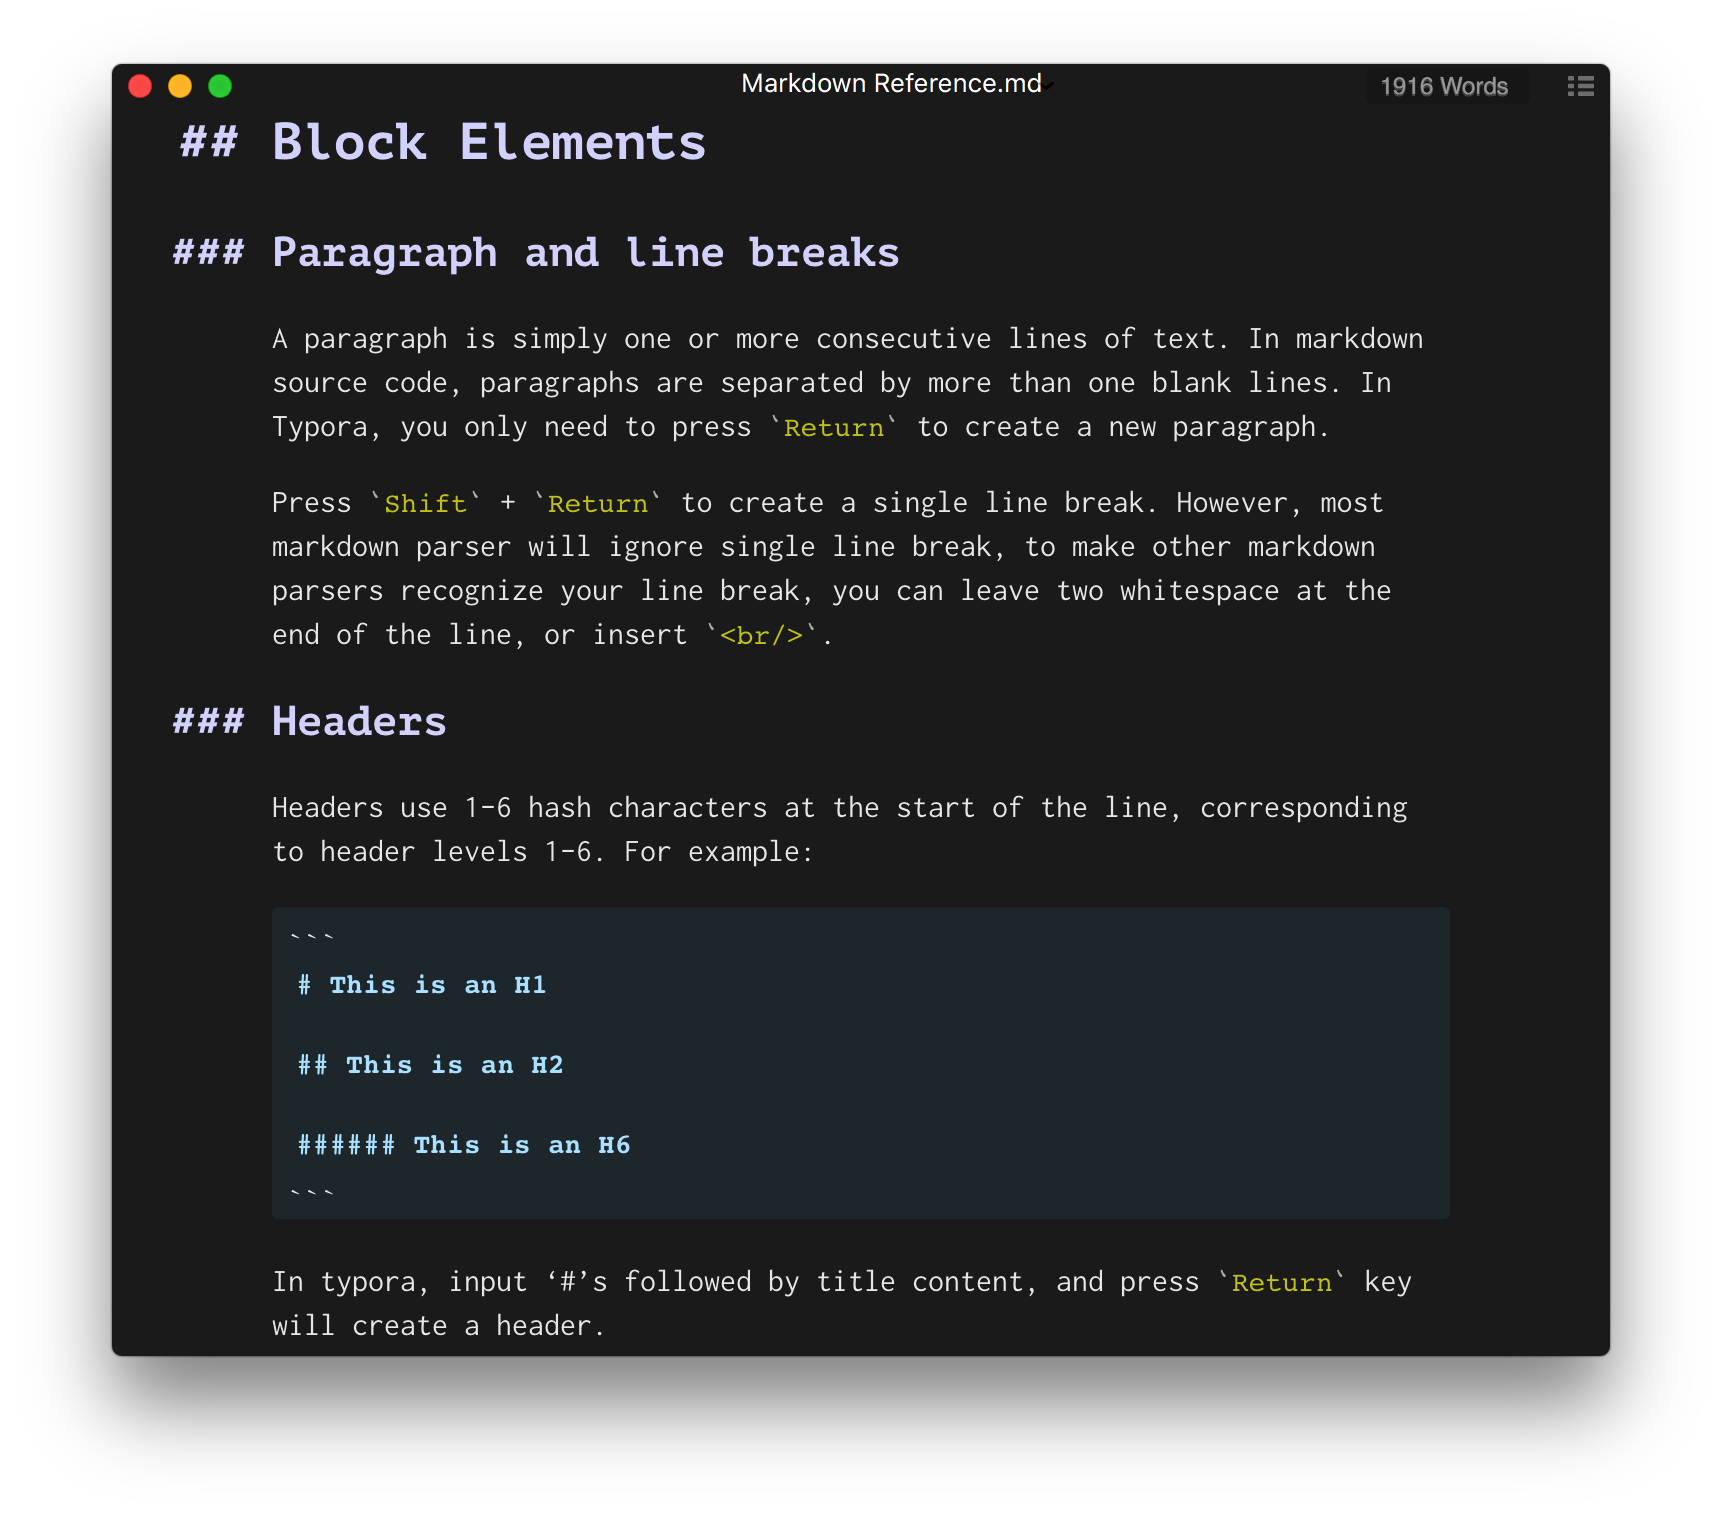 Markdown Reference.md
1916 Words
## Block Elements
### Paragraph and line breaks
A paragraph is simply one or more consecutive lines of text. In markdown
source code, paragraphs are separated by more than one blank lines. In
Typora, you only need to press `Return` to create a new paragraph.
Press `Shift` + `Return` to create a single line break. However, most
markdown parser will ignore single line break, to make other markdown
parsers recognize your line break, you can leave two whitespace at the
end of the line, or insert `<br/>`.
### Headers
Headers use 1-6 hash characters at the start of the line, corresponding
to header levels 1-6. For example:
```
# This is an H1
## This is an H2
###### This is an H6
```
In typora, input ‘#’s followed by title content, and press `Return` key
will create a header.